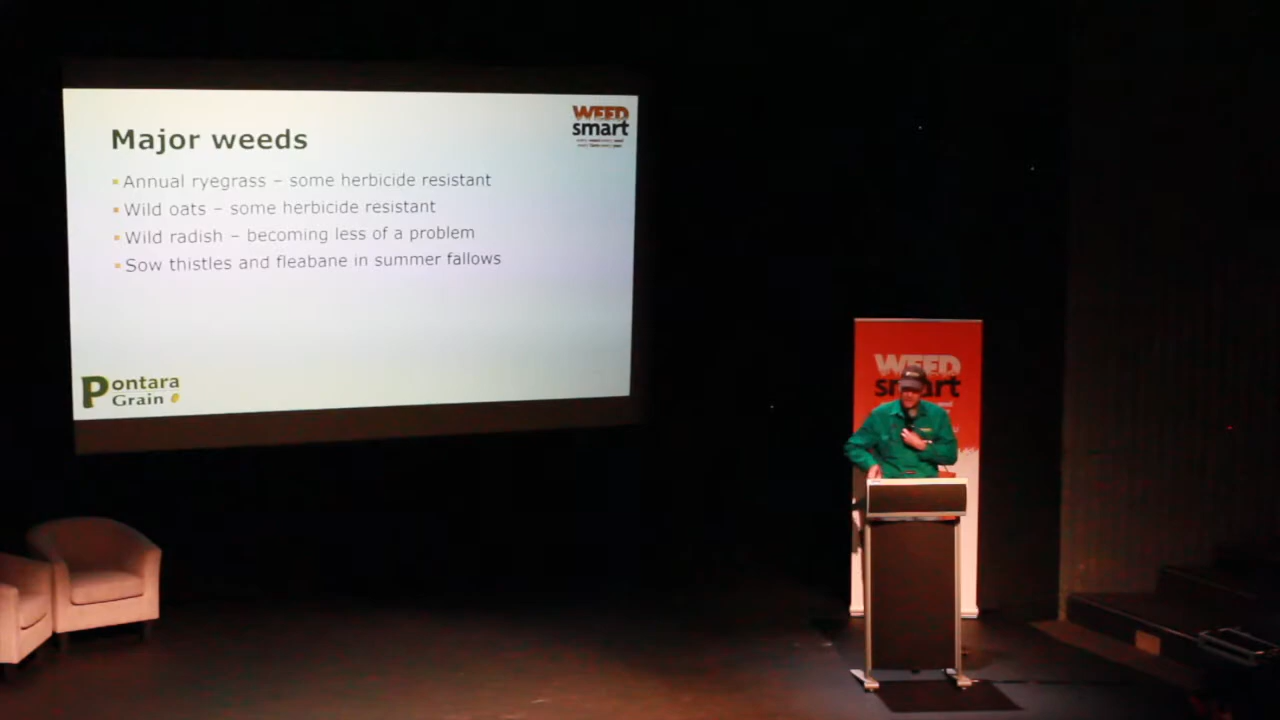 Major weeds
WEED
smart
Annual ryegrass – some herbicide resistant
Wild oats – some herbicide resistant
Wild radish – becoming less of a problem
Sow thistles and fleabane in summer fallows
Pontara
Grain
WEED
smart